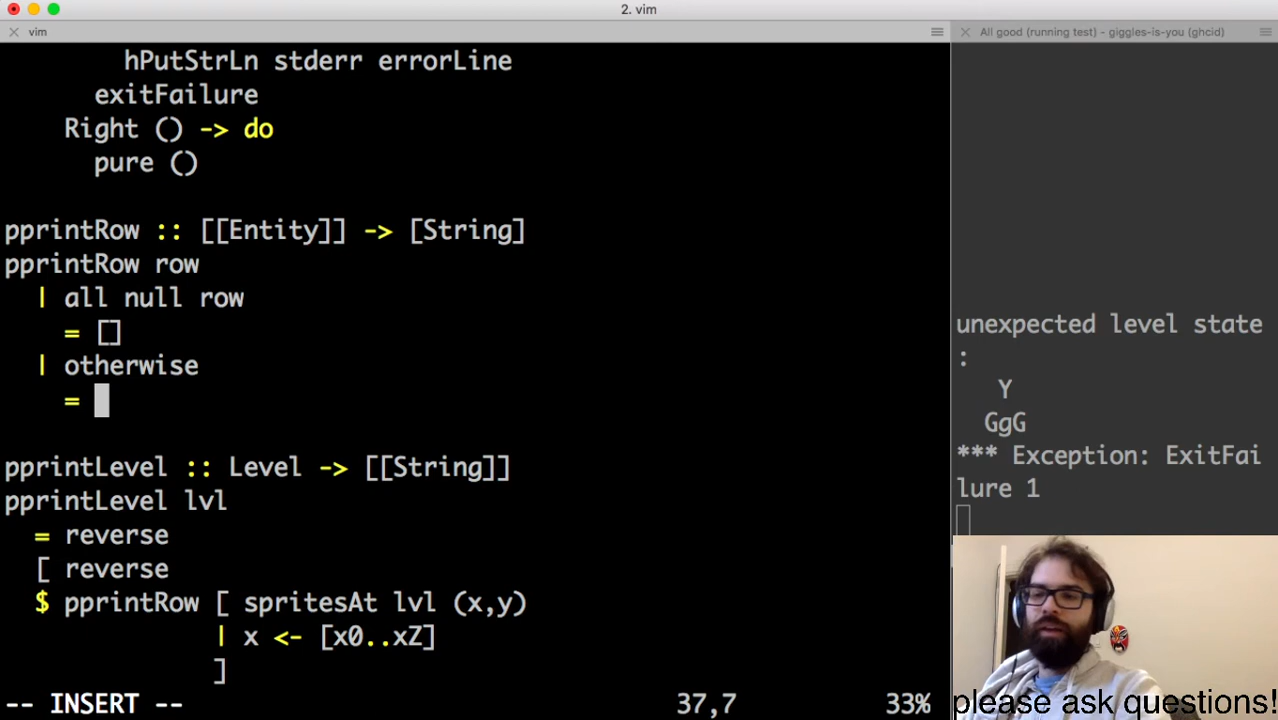 2. vim
vim
All good (running test) - giggles-is-you (ghcid)
hPutStrLn stderr errorLine
exitFailure
Right () -> do
pure ()
pprintRow :: [[Entity]] -> [String]
pprintRow row
| all null row
= []
| otherwise
=
pprintLevel :: Level -> [[String]]
pprintLevel lvl
= reverse
[ reverse
$ pprintRow [ spritesAt lvl (x,y)
| x <- [x0..xZ]
]
-- INSERT --
37,7
33%
unexpected level state
:
Y
GgG
*** Exception: ExitFai
lure 1
please ask questions!